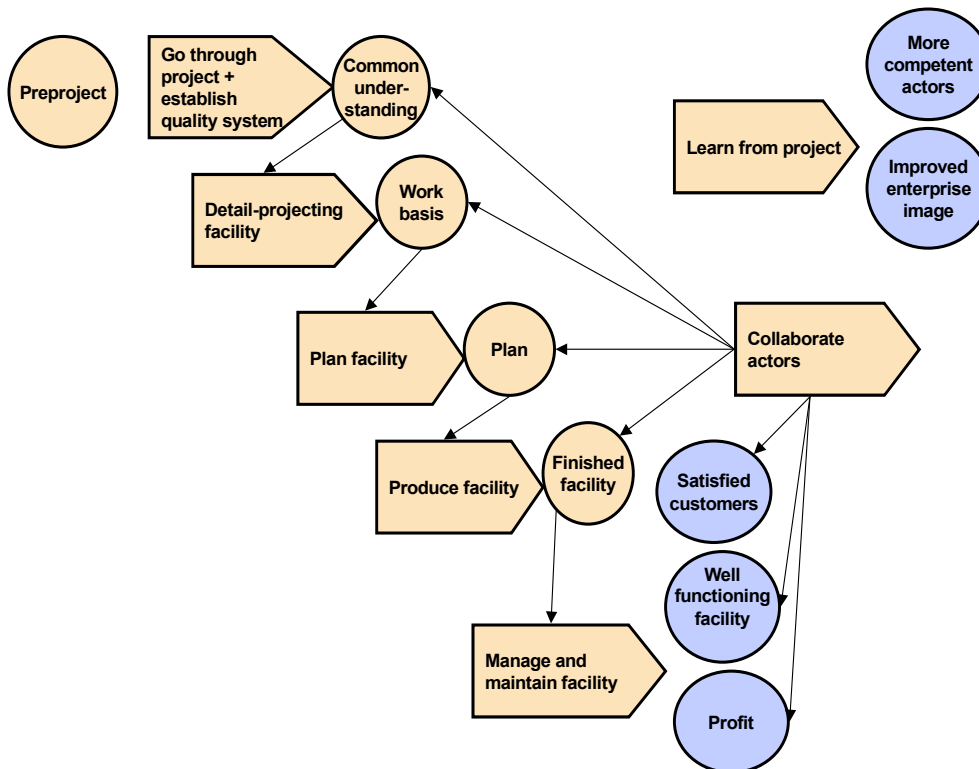 Preproject
Go through
project +
establish
quality system
Common
under-
standing
More
competent
actors
Learn from project
Improved
enterprise
image
Detail-projecting
facility
Work
basis
Plan facility
Plan
Collaborate
actors
Produce facility
Finished
facility
Satisfied
customers
Well
functioning
facility
Manage and
maintain facility
Profit